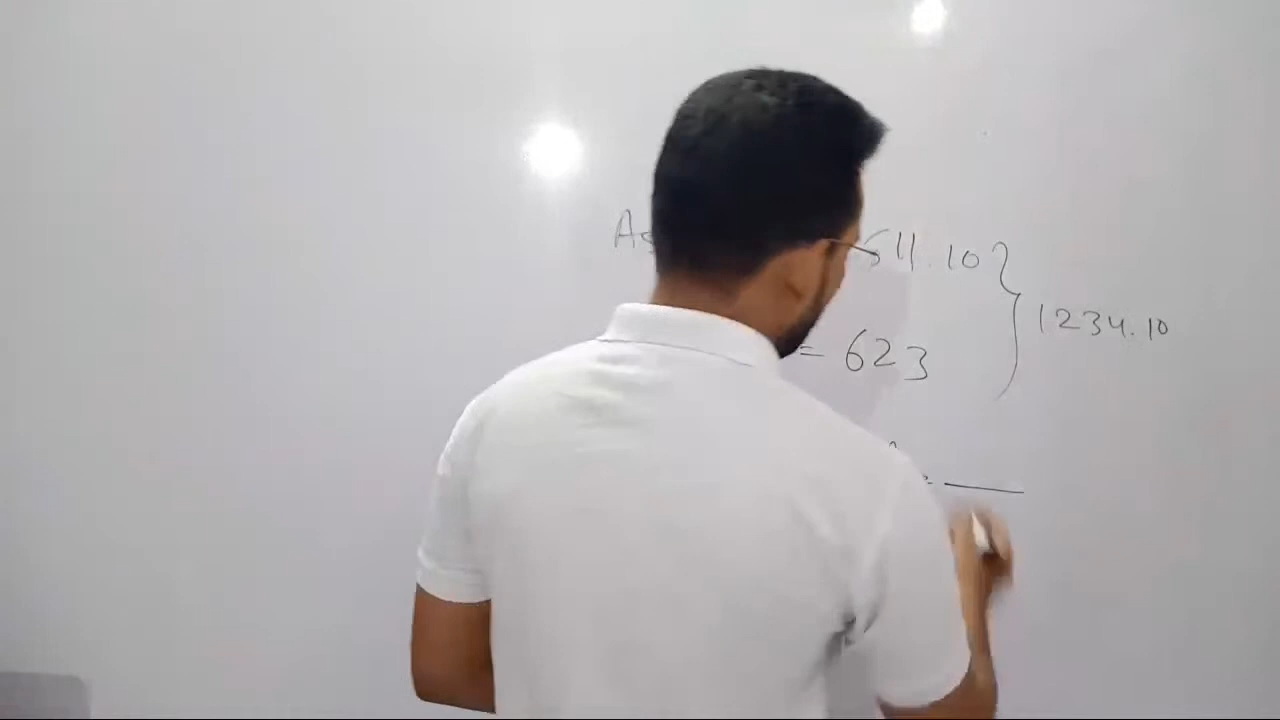 611.10
1234.10
= 623
=